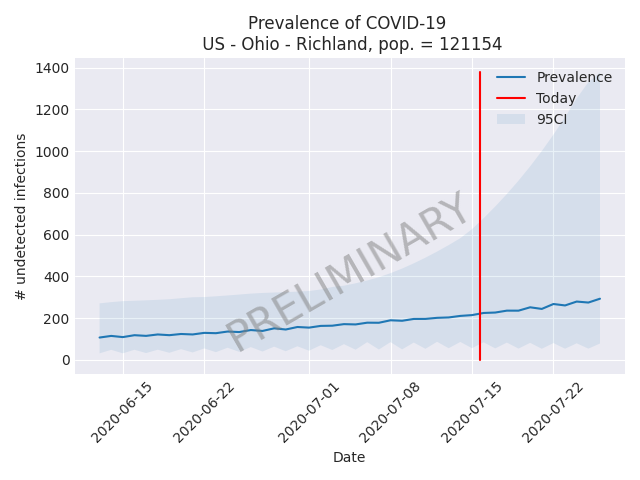 Prevalence of COVID-19
US - Ohio - Richland, pop. = 121154
# undetected infections
1400
1200
1000
800
600
400
200
0
Prevalence
Today
95CI
PRELIMINARY
2020-06-15
2020-06-22
2020-07-01
2020-07-08
2020-07-15
2020-07-22
Date